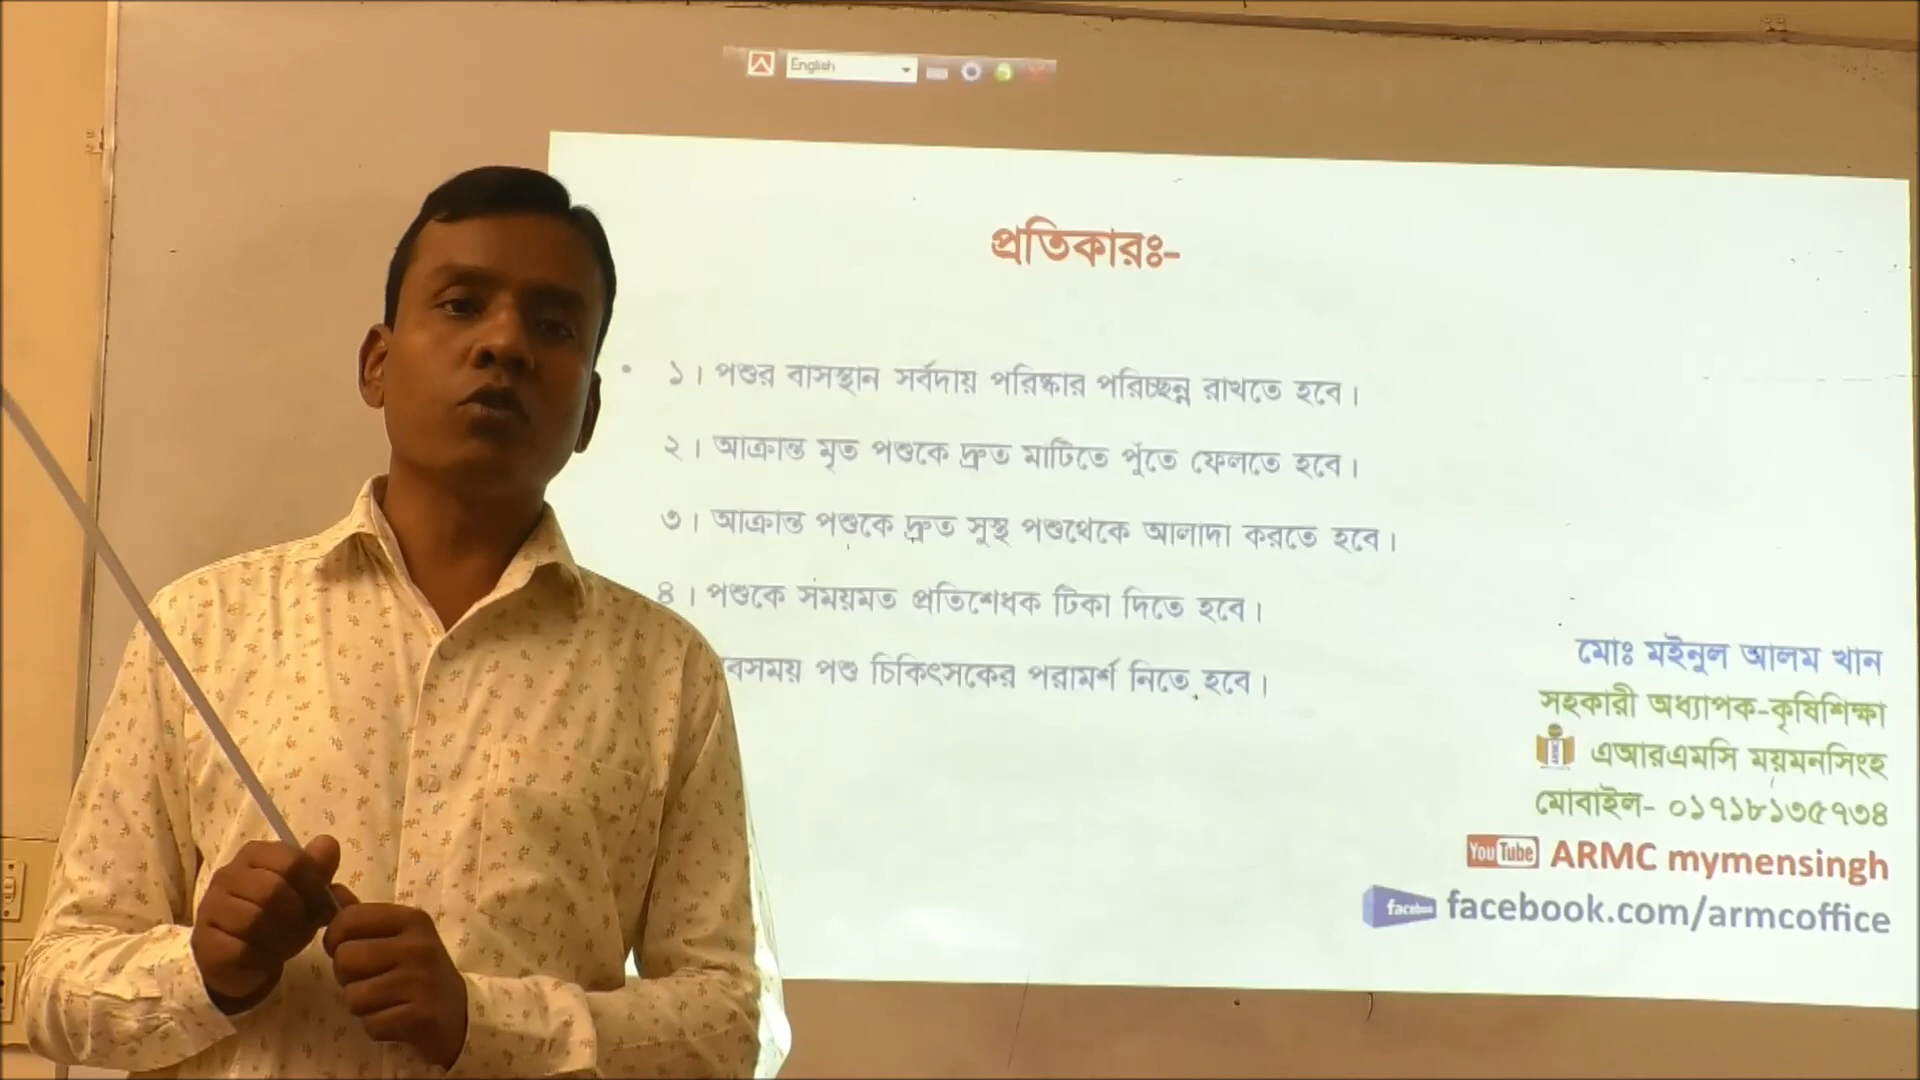 English
প্রতিকারঃ-
• ১। পশুর বাসস্থান সর্বদায় পরিষ্কার পরিচ্ছন্ন রাখতে হবে।
২। আক্রান্ত মৃত পশুকে দ্রুত মাটিতে পুঁতে ফেলতে হবে।
৩। আক্রান্ত পশুকে দ্রুত সুস্থ পশুথেকে আলাদা করতে হবে।
৪। পশুকে সময়মত প্রতিশেধক টিকা দিতে হবে।
বসময় পশু চিকিৎসকের পরামর্শ নিতে হবে।
মোঃ মইনুল আলম খান
সহকারী অধ্যাপক-কৃষিশিক্ষা
এআরএমসি ময়মনসিংহ
মোবাইল- ০১৭১৮১৩৫৭৩৪
YouTube ARMC mymensingh
facebook facebook.com/armcoffice